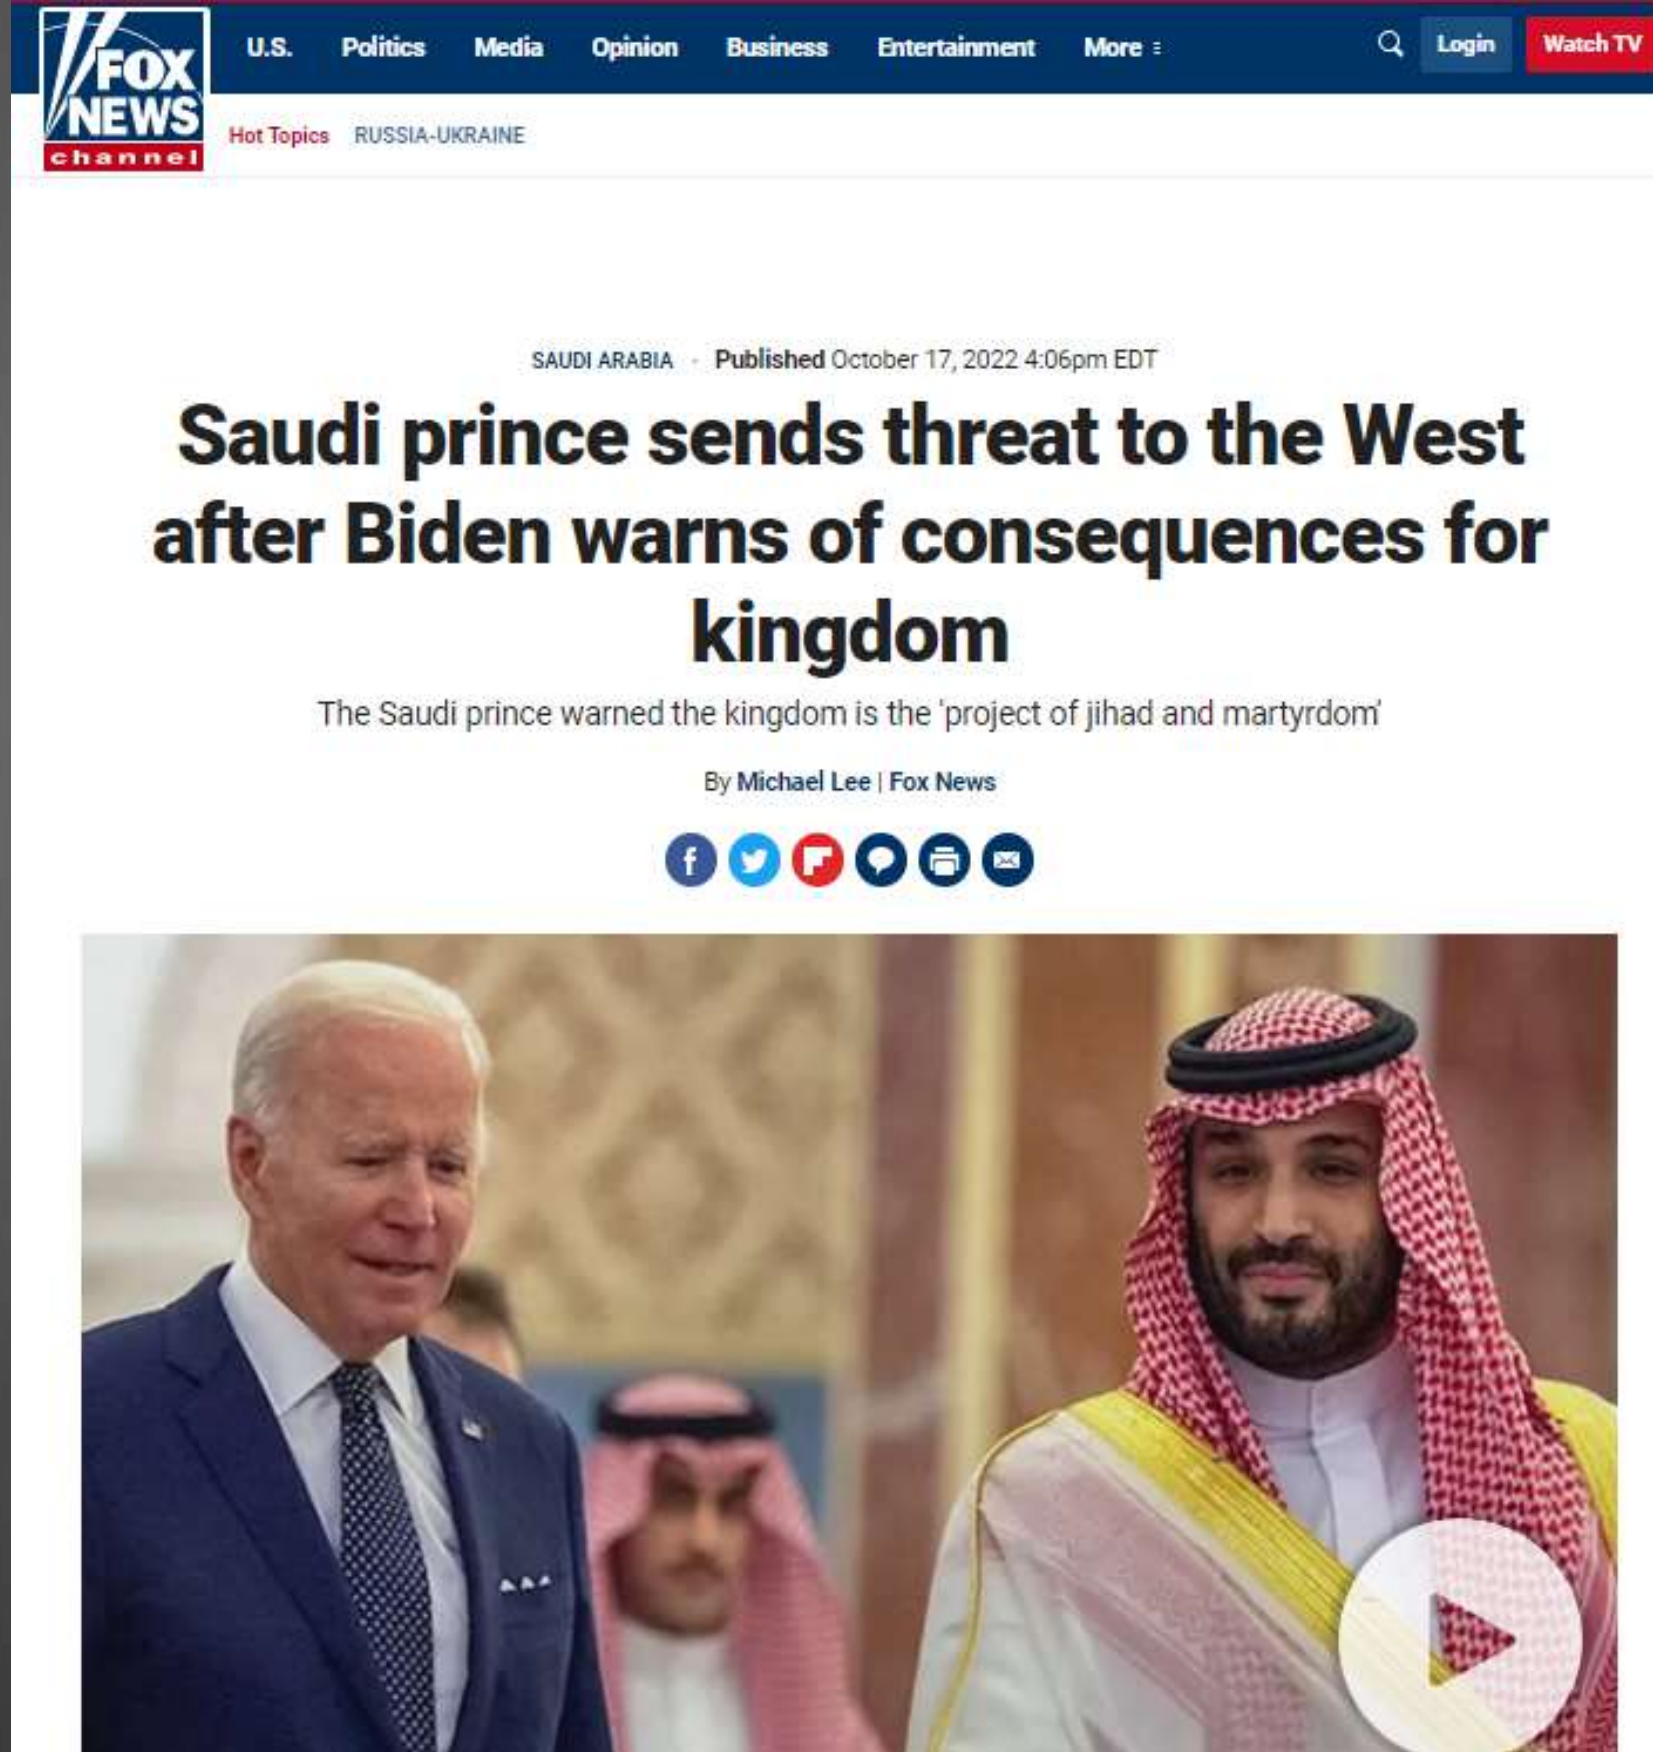 FOX
NEWS
channel
U.S. Politics Media Opinion Business Entertainment More Login Watch TV
Hot Topics RUSSIA-UKRAINE
SAUDI ARABIA - Published October 17, 2022 4:06pm EDT
Saudi prince sends threat to the West
after Biden warns of consequences for
kingdom
The Saudi prince warned the kingdom is the 'project of jihad and martyrdom'
By Michael Lee | Fox News